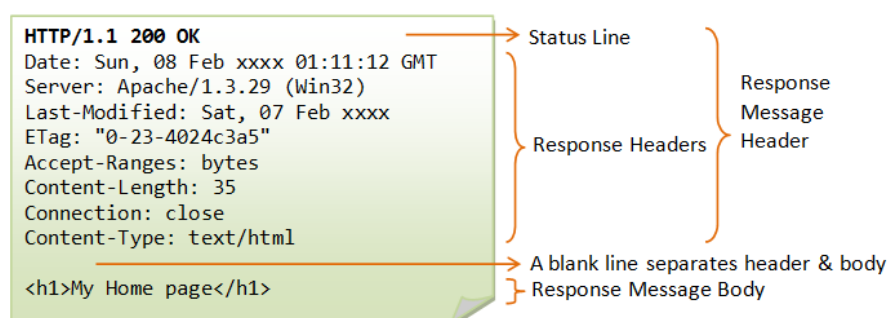 HTTP/1.1 200 OK
Date: Sun, 08 Feb xxxx 01:11:12 GMT
Server: Apache/1.3.29 (Win32)
Last-Modified: Sat, 07 Feb xxxx
ETag: "0-23-4024c3a5"
Accept-Ranges: bytes
Content-Length: 35
Connection: close
Content-Type: text/html
<h1>My Home page</h1>
Status Line
Response Headers
Response
Message
Header
A blank line separates header & body
Response Message Body